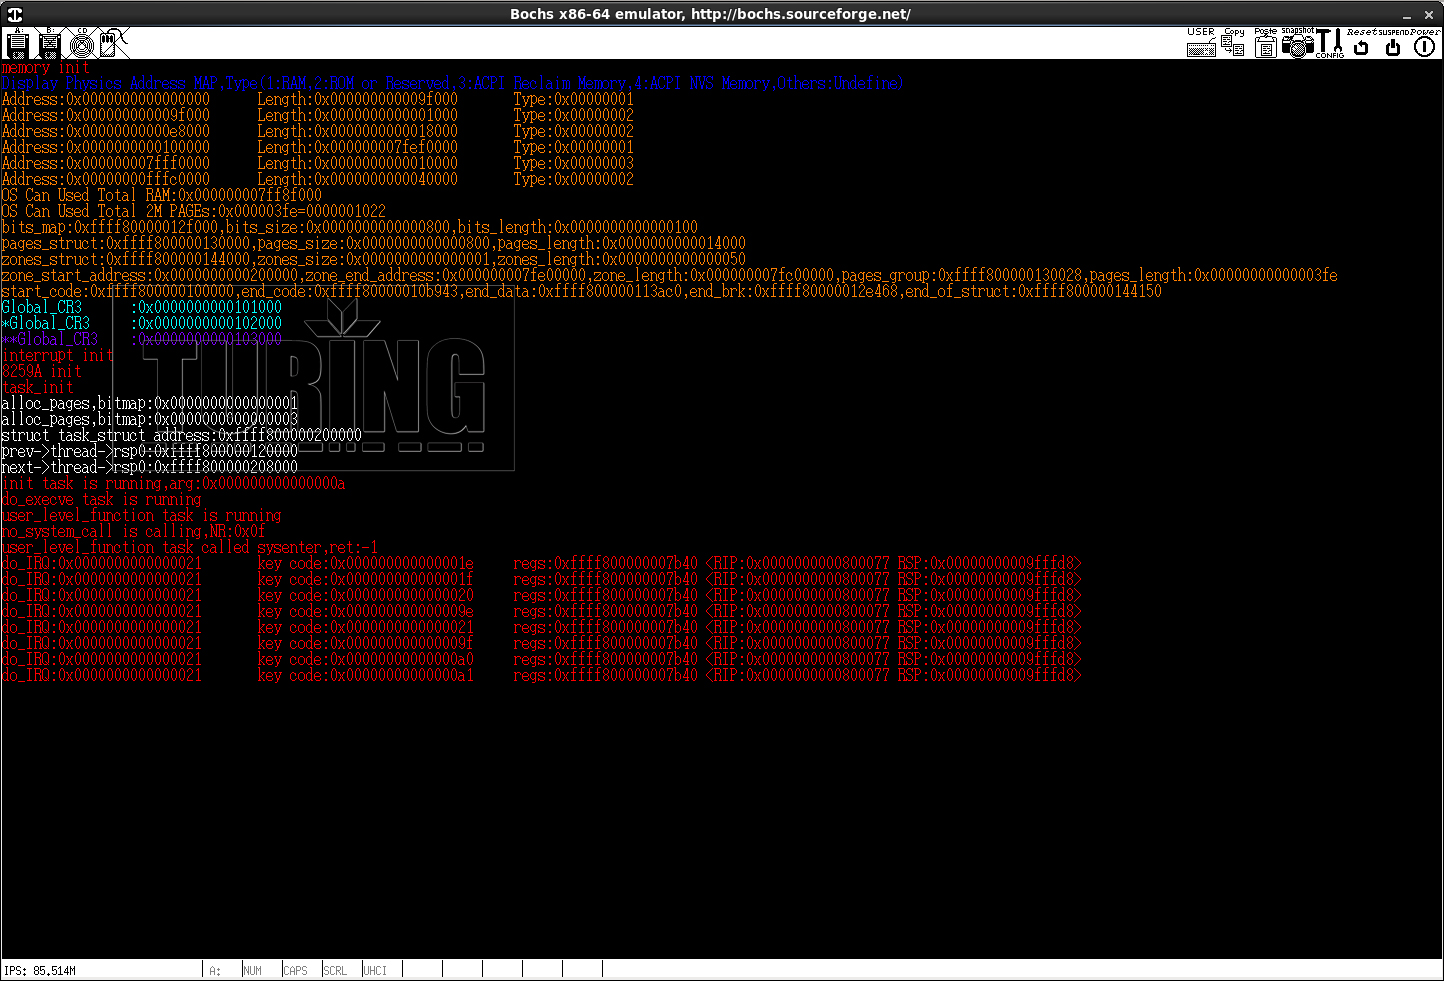 Bochs x86-64 emulator, http://bochs.sourceforge.net/
A: B: CD USER Copy Paste snapshot CONFIG Reset SUSPEND Power
memory init
Display Physics Address MAP,Type(1:RAM,2:ROM or Reserved,3:ACPI Reclaim Memory,4:ACPI NVS Memory,Others:Undefine)
Address:0x0000000000000000 Length:0x000000000009f000 Type:0x00000001
Address:0x000000000009f000 Length:0x0000000000001000 Type:0x00000002
Address:0x00000000000e8000 Length:0x0000000000018000 Type:0x00000002
Address:0x0000000000100000 Length:0x000000007fef0000 Type:0x00000001
Address:0x000000007fff0000 Length:0x0000000000010000 Type:0x00000003
Address:0x00000000fffc0000 Length:0x0000000000040000 Type:0x00000002
OS Can Used Total RAM:0x000000007ff8f000
OS Can Used Total 2M PAGEs:0x000003fe=0000001022
bits_map:0xffff80000012f000,bits_size:0x0000000000000800,bits_length:0x0000000000000100
pages_struct:0xffff800000130000,pages_size:0x0000000000000800,pages_length:0x0000000000014000
zones_struct:0xffff800000144000,zones_size:0x0000000000000001,zones_length:0x0000000000000050
zone_start_address:0x0000000000200000,zone_end_address:0x000000007fe00000,zone_length:0x000000007fc00000,pages_group:0xffff800000130028,pages_length:0x00000000000003fe
start_code:0xffff800000100000,end_code:0xffff80000010b943,end_data:0xffff800000113ac0,end_brk:0xffff80000012e468,end_of_struct:0xffff800000144150
Global_CR3 :0x0000000000101000
*Global_CR3 :0x0000000000102000
**Global_CR3 :0x0000000000103000
interrupt init
8259A init
task_init
TURING
alloc_pages,bitmap:0x0000000000000001
alloc_pages,bitmap:0x0000000000000003
struct task_struct address:0xffff800000200000
prev->thread->rsp0:0xffff800000120000
next->thread->rsp0:0xffff800000208000
init task is running,arg:0x000000000000000a
do_execve task is running
user_level_function task is running
no_system_call is calling,NR:0x0f
user_level_function task called sysenter,ret:-1
do_IRQ:0x0000000000000021 key code:0x000000000000001e regs:0xffff800000007b40 <RIP:0x0000000000800077 RSP:0x00000000009fffd8>
do_IRQ:0x0000000000000021 key code:0x000000000000001f regs:0xffff800000007b40 <RIP:0x0000000000800077 RSP:0x00000000009fffd8>
do_IRQ:0x0000000000000021 key code:0x0000000000000020 regs:0xffff800000007b40 <RIP:0x0000000000800077 RSP:0x00000000009fffd8>
do_IRQ:0x0000000000000021 key code:0x000000000000009e regs:0xffff800000007b40 <RIP:0x0000000000800077 RSP:0x00000000009fffd8>
do_IRQ:0x0000000000000021 key code:0x0000000000000021 regs:0xffff800000007b40 <RIP:0x0000000000800077 RSP:0x00000000009fffd8>
do_IRQ:0x0000000000000021 key code:0x000000000000009f regs:0xffff800000007b40 <RIP:0x0000000000800077 RSP:0x00000000009fffd8>
do_IRQ:0x0000000000000021 key code:0x00000000000000a0 regs:0xffff800000007b40 <RIP:0x0000000000800077 RSP:0x00000000009fffd8>
do_IRQ:0x0000000000000021 key code:0x00000000000000a1 regs:0xffff800000007b40 <RIP:0x0000000000800077 RSP:0x00000000009fffd8>
IPS: 85.514M A: NUM CAPS SCRL UHCI